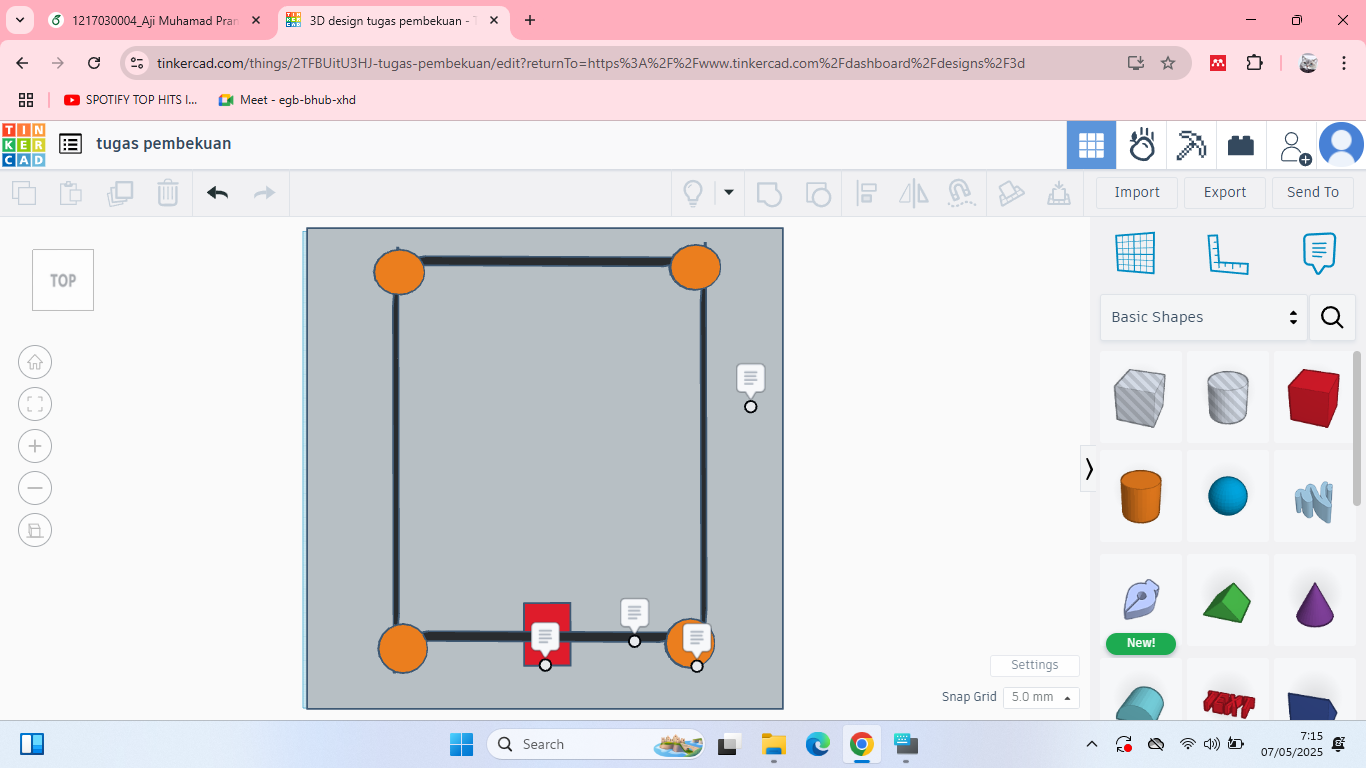 1217030004_Aji Muhamad Pran
3D design tugas pembekuan - T
tinkercad.com/things/2TFBUitU3HJ-tugas-pembekuan/edit?returnTo=https%3A%2F%2Fwww.tinkercad.com%2Fdashboard%2Fdesigns%2F3d
SPOTIFY TOP HITS I...
Meet - egb-bhub-xhd
TIN
KER
CAD
tugas pembekuan
Import
Export
Send To
TOP
Basic Shapes
New!
Settings
Snap Grid
5.0 mm
TEXT
Search
7:15
07/05/2025